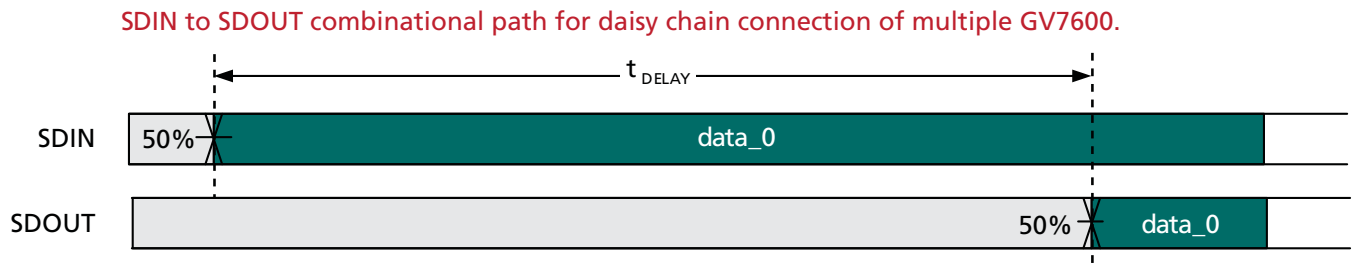 SDIN to SDOUT combinational path for daisy chain connection of multiple GV7600.
t DELAY
SDIN 50% data_0
SDOUT 50% data_0